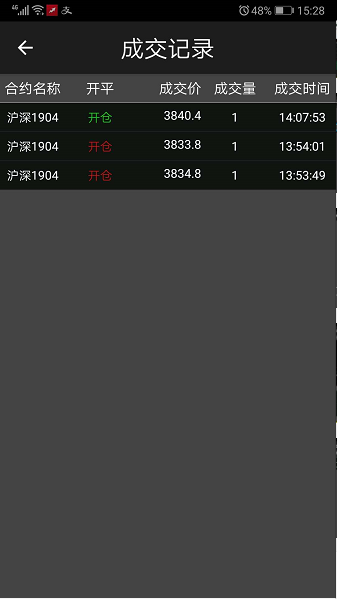 4G 支 48% 15:28
成交记录
合约名称 开平 成交价 成交量 成交时间
沪深1904 开仓 3840.4 1 14:07:53
沪深1904 开仓 3833.8 1 13:54:01
沪深1904 开仓 3834.8 1 13:53:49